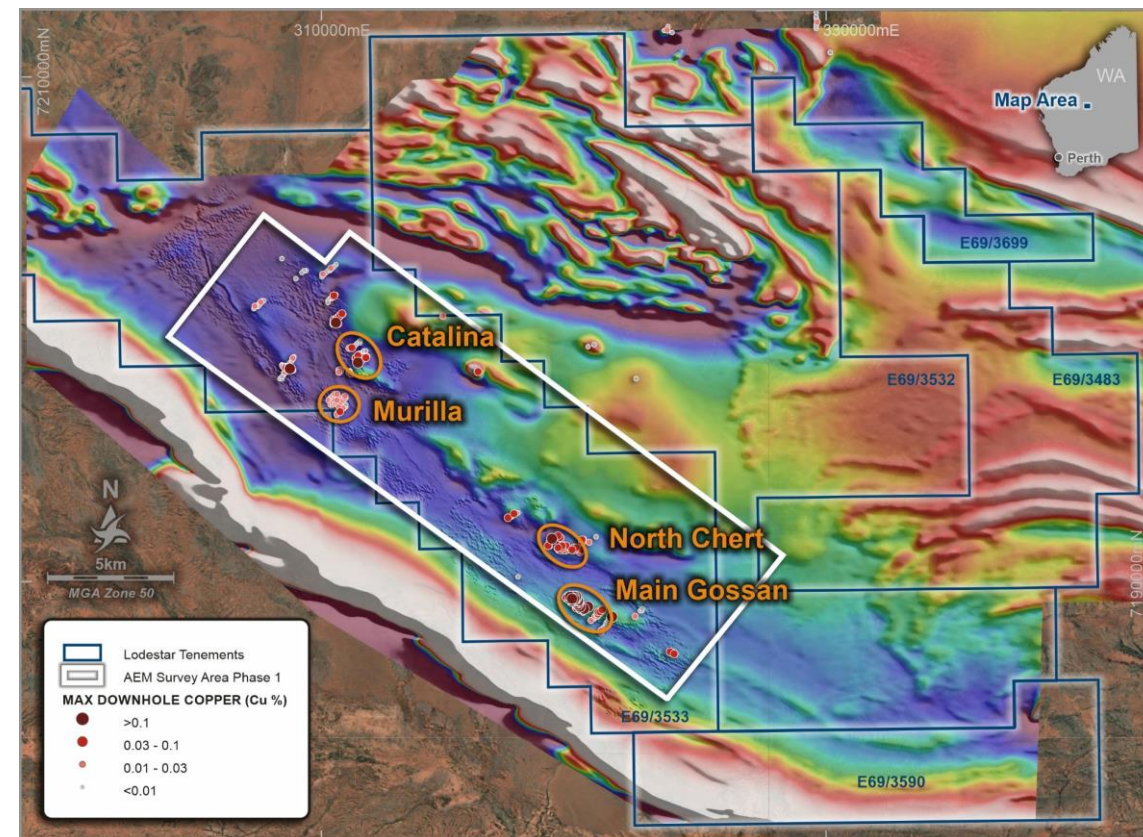 310000mE
330000mE
7210000mN
WA
Map Area
Perth
E69/3699
Catalina
E69/3532
E69/3483
Murilla
N
5km
MGA Zone 50
North Chert
Main Gossan
7190000mN
Lodestar Tenements
AEM Survey Area Phase 1
MAX DOWNHOLE COPPER (Cu %)
>0.1
0.03 - 0.1
0.01 - 0.03
<0.01
E69/3533
E69/3590